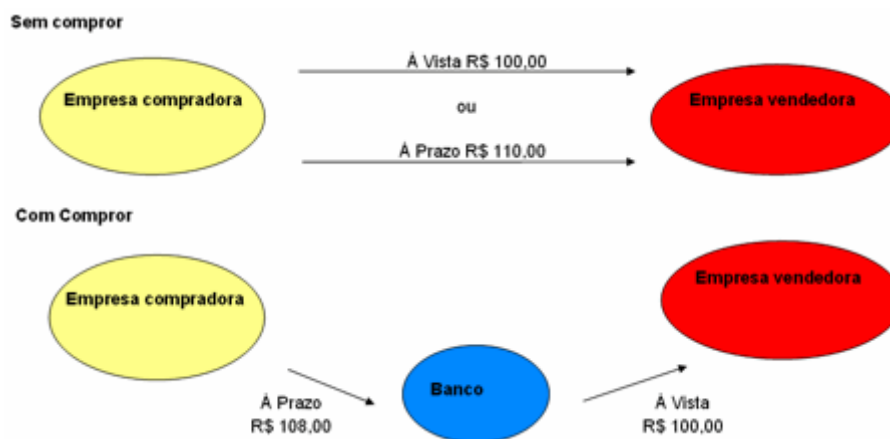 Sem compror
À Vista R$ 100,00
Empresa compradora
Empresa vendedora
ou
À Prazo R$ 110,00
Com Compror
Empresa compradora
Empresa vendedora
Banco
À Prazo
R$ 108,00
À Vista
R$ 100,00